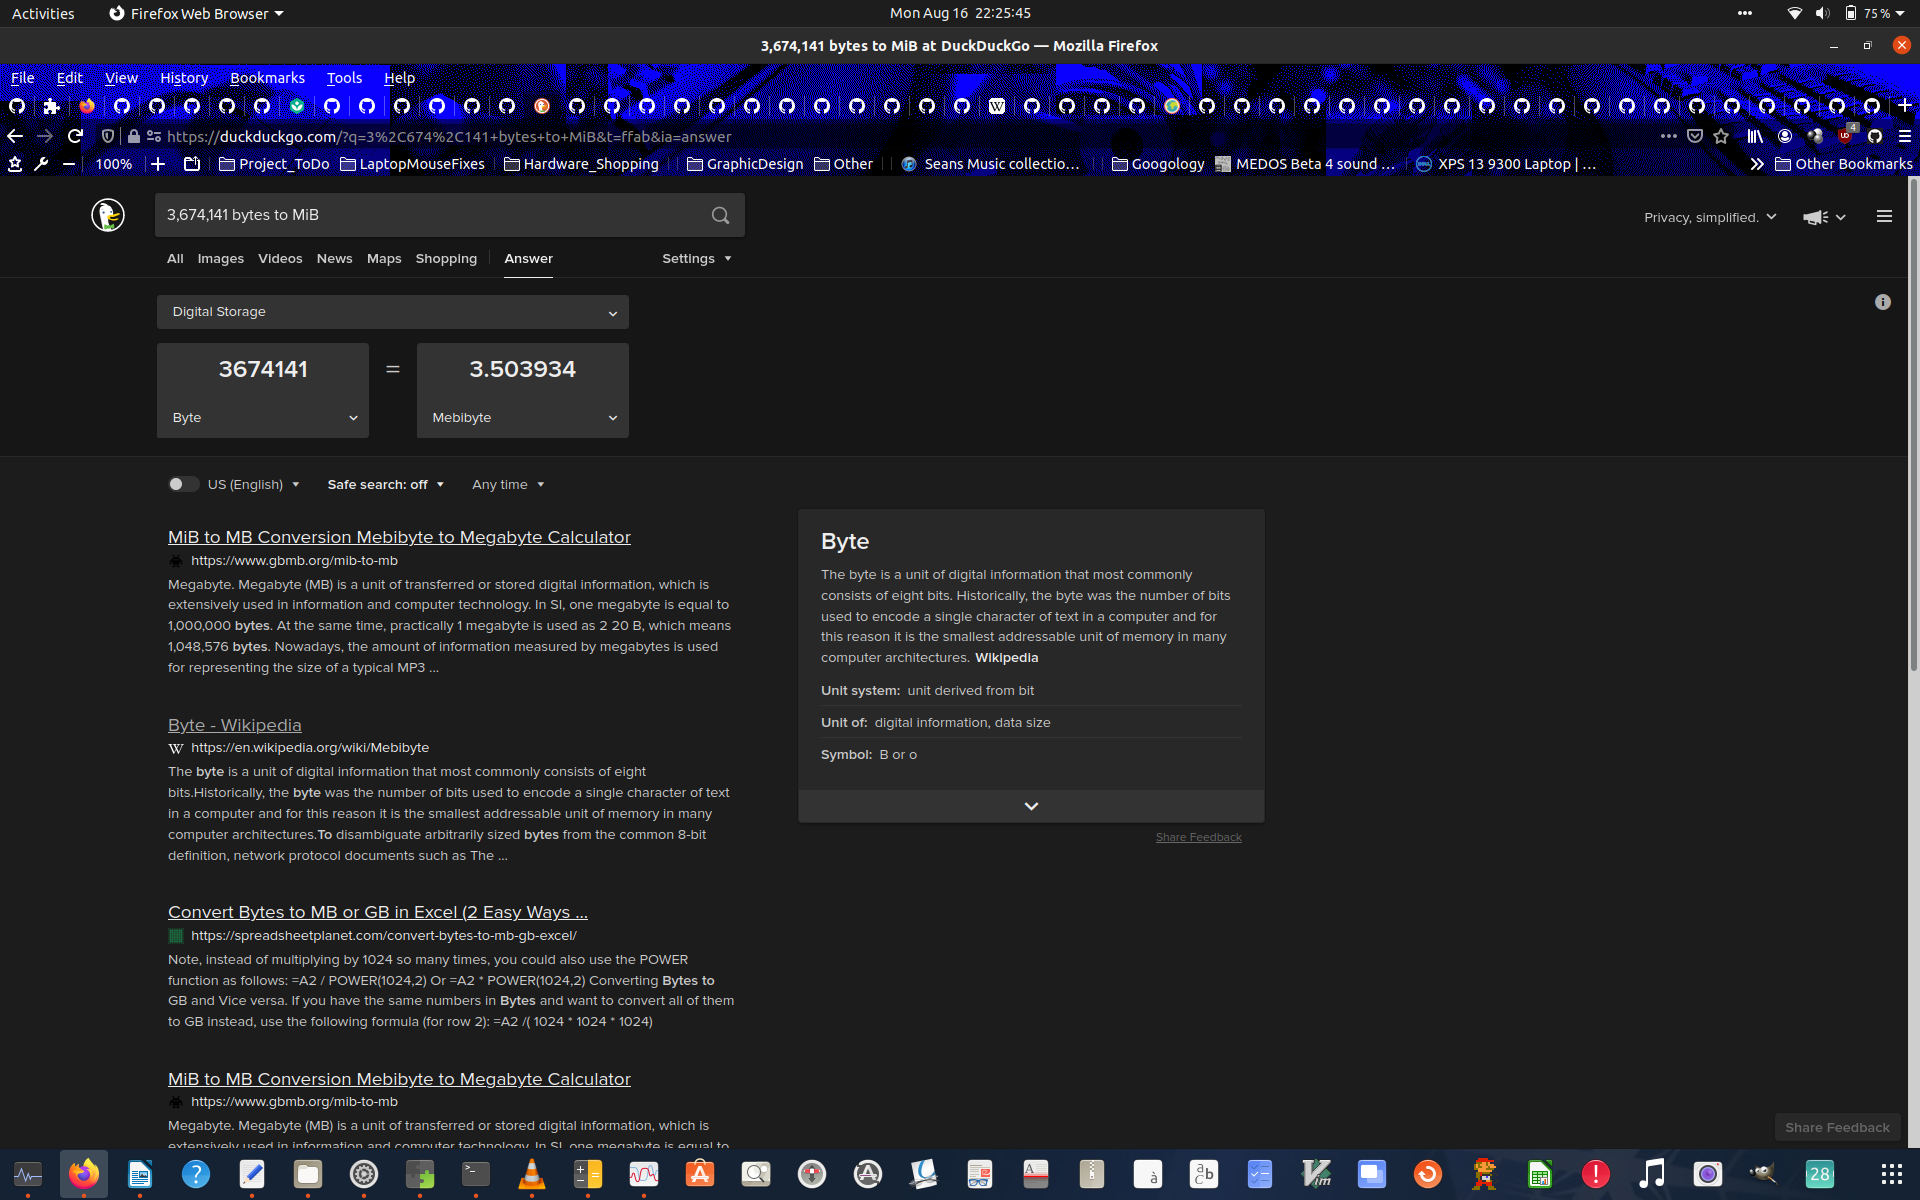 Activities Firefox Web Browser Mon Aug 16 22:25:45 75 %
3,674,141 bytes to MiB at DuckDuckGo — Mozilla Firefox
File Edit View History Bookmarks Tools Help
https://duckduckgo.com/?q=3%2C674%2C141+bytes+to+MiB&t=ffab&ia=answer 4
100% Project_ToDo LaptopMouseFixes Hardware_Shopping GraphicDesign Other Seans Music collectio… Googology MEDOS Beta 4 sound … XPS 13 9300 Laptop | … Other Bookmarks
3,674,141 bytes to MiB
Privacy, simplified.
All Images Videos News Maps Shopping Answer Settings
Digital Storage
3674141 = 3.503934
Byte Mebibyte
US (English) Safe search: off Any time
MiB to MB Conversion Mebibyte to Megabyte Calculator
https://www.gbmb.org/mib-to-mb
Megabyte. Megabyte (MB) is a unit of transferred or stored digital information, which is
extensively used in information and computer technology. In SI, one megabyte is equal to
1,000,000 bytes. At the same time, practically 1 megabyte is used as 2 20 B, which means
1,048,576 bytes. Nowadays, the amount of information measured by megabytes is used
for representing the size of a typical MP3 ...
Byte - Wikipedia
https://en.wikipedia.org/wiki/Mebibyte
The byte is a unit of digital information that most commonly consists of eight
bits.Historically, the byte was the number of bits used to encode a single character of text
in a computer and for this reason it is the smallest addressable unit of memory in many
computer architectures.To disambiguate arbitrarily sized bytes from the common 8-bit
definition, network protocol documents such as The ...
Convert Bytes to MB or GB in Excel (2 Easy Ways ...
https://spreadsheetplanet.com/convert-bytes-to-mb-gb-excel/
Note, instead of multiplying by 1024 so many times, you could also use the POWER
function as follows: =A2 / POWER(1024,2) Or =A2 * POWER(1024,2) Converting Bytes to
GB and Vice versa. If you have the same numbers in Bytes and want to convert all of them
to GB instead, use the following formula (for row 2): =A2 /( 1024 * 1024 * 1024)
MiB to MB Conversion Mebibyte to Megabyte Calculator
https://www.gbmb.org/mib-to-mb
Megabyte. Megabyte (MB) is a unit of transferred or stored digital information, which is
extensively used in information and computer technology. In SI, one megabyte is equal to
Byte
The byte is a unit of digital information that most commonly
consists of eight bits. Historically, the byte was the number of bits
used to encode a single character of text in a computer and for
this reason it is the smallest addressable unit of memory in many
computer architectures. Wikipedia
Unit system: unit derived from bit
Unit of: digital information, data size
Symbol: B or o
Share Feedback
Share Feedback
28